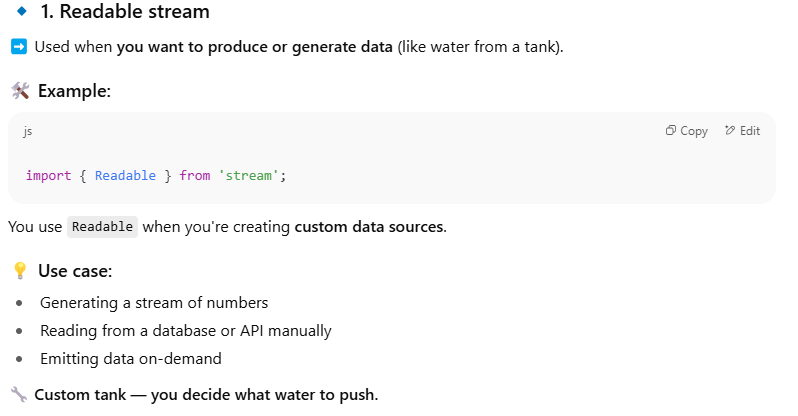 1. Readable stream
Used when you want to produce or generate data (like water from a tank).
Example:
js Copy Edit
import { Readable } from 'stream';
You use Readable when you're creating custom data sources.
Use case:
Generating a stream of numbers
Reading from a database or API manually
Emitting data on-demand
Custom tank — you decide what water to push.